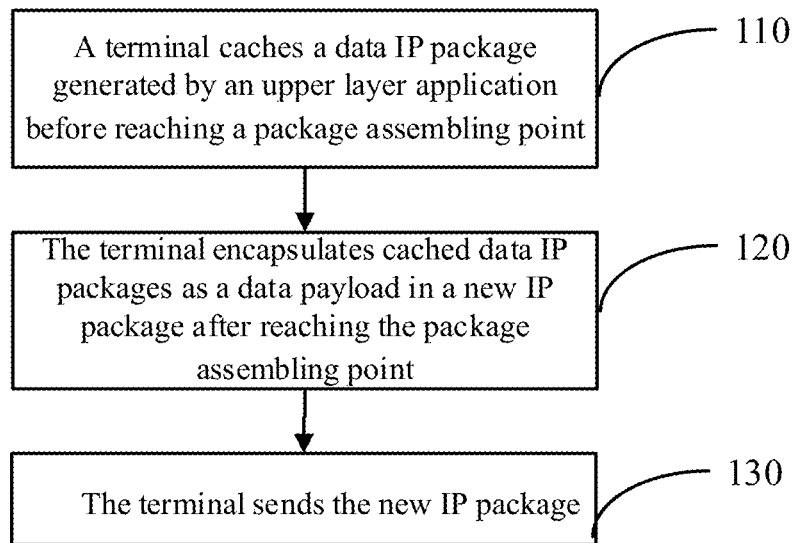 A terminal caches a data IP package
generated by an upper layer application
before reaching a package assembling point
110
The terminal encapsulates cached data IP
packages as a data payload in a new IP
package after reaching the package
assembling point
120
The terminal sends the new IP package
130